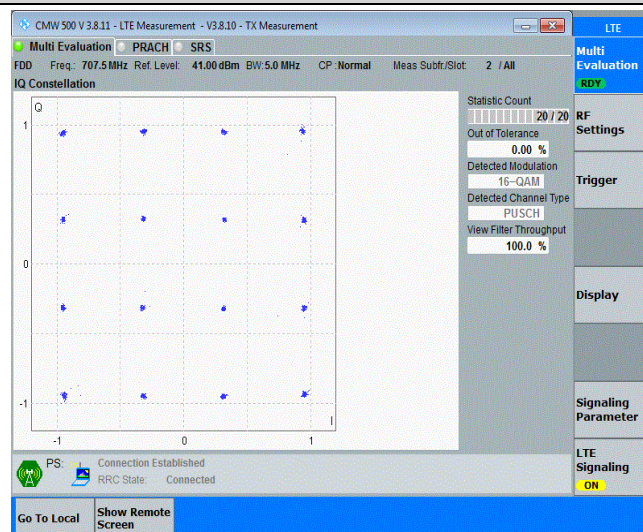 CMW 500 V 3.8.11 - LTE Measurement - V3.8.10 - TX Measurement
LTE
Multi Evaluation PRACH SRS
Multi
Evaluation
RDY
FDD Freq.: 707.5 MHz Ref. Level: 41.00 dBm BW: 5.0 MHz CP : Normal Meas Subfr./Slot: 2 / All
IQ Constellation
Q
1
0
-1
-1 0 1
I
Statistic Count
20 / 20
Out of Tolerance
0.00 %
Detected Modulation
16-QAM
Detected Channel Type
PUSCH
View Filter Throughput
100.0 %
RF
Settings
Trigger
Display
Signaling
Parameter
LTE
Signaling
ON
PS: Connection Established
RRC State: Connected
Go To Local
Show Remote
Screen